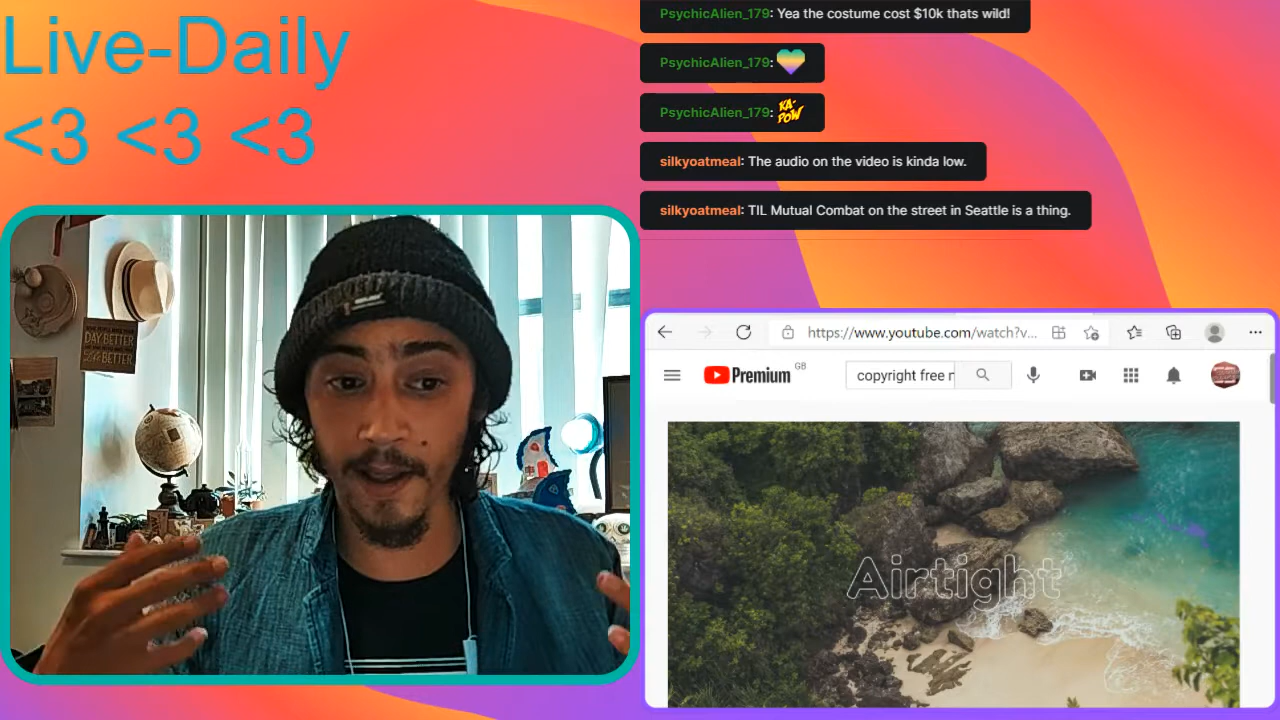 Live-Daily
<3 <3 <3
PsychicAlien_179: Yea the costume cost $10k thats wild!
PsychicAlien_179:
PsychicAlien_179: KA-
POW
silkyoatmeal: The audio on the video is kinda low.
silkyoatmeal: TIL Mutual Combat on the street in Seattle is a thing.
DAY BETTER
https://www.youtube.com/watch?v...
Premium GB
copyright free
Airtight